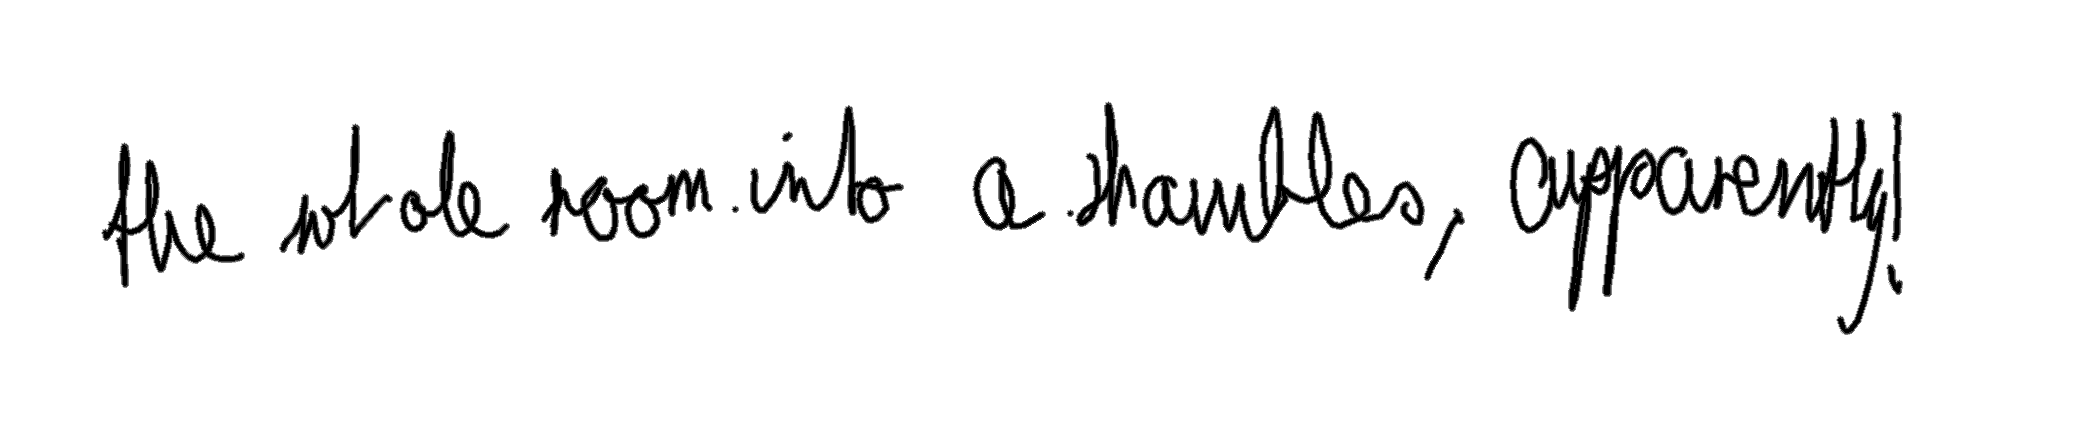 the whole room into a shambles, apparently!